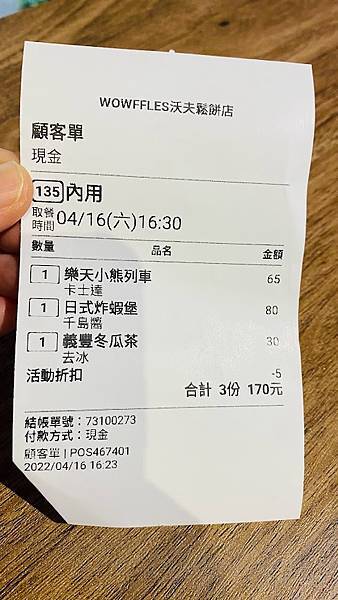 WOWFFLES沃夫鬆餅店
顧客單
現金
135 內用
取餐時間 04/16(六)16:30
數量 品名 金額
1 樂天小熊列車 65
卡士達
1 日式炸蝦堡 80
千島醬
1 義豐冬瓜茶 30
去冰
活動折扣 -5
合計 3份 170元
結帳單號：73100273
付款方式：現金
顧客單 | POS467401
2022/04/16 16:23